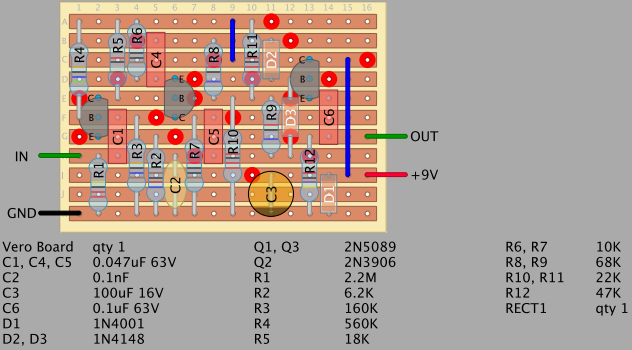 1 2 3 4 5 6 7 8 9 10 11 12 13 14 15 16
A
B
C
D
E
F
G
H
I
J
R4
R5
R6
C4
R8
R11
D2
C
B
E
E
B
C
C
B
E
C1
R3
R2
C2
R7
C5
R10
R9
D3
C6
R12
R1
C3
D1
IN
GND
OUT
+9V
Vero Board qty 1 Q1, Q3 2N5089 R6, R7 10K
C1, C4, C5 0.047uF 63V Q2 2N3906 R8, R9 68K
C2 0.1nF R1 2.2M R10, R11 22K
C3 100uF 16V R2 6.2K R12 47K
C6 0.1uF 63V R3 160K RECT1 qty 1
D1 1N4001 R4 560K
D2, D3 1N4148 R5 18K